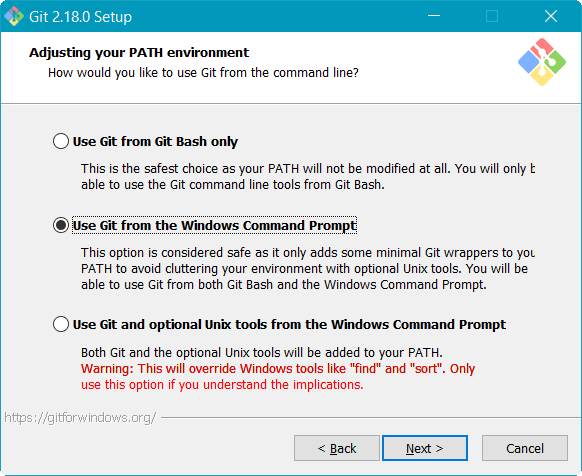 Git 2.18.0 Setup
Adjusting your PATH environment
How would you like to use Git from the command line?
Use Git from Git Bash only
This is the safest choice as your PATH will not be modified at all. You will only
able to use the Git command line tools from Git Bash.
Use Git from the Windows Command Prompt
This option is considered safe as it only adds some minimal Git wrappers to you
PATH to avoid cluttering your environment with optional Unix tools. You will be
able to use Git from both Git Bash and the Windows Command Prompt.
Use Git and optional Unix tools from the Windows Command Prompt
Both Git and the optional Unix tools will be added to your PATH.
Warning: This will override Windows tools like "find" and "sort". Only
use this option if you understand the implications.
https://gitforwindows.org/
< Back
Next >
Cancel